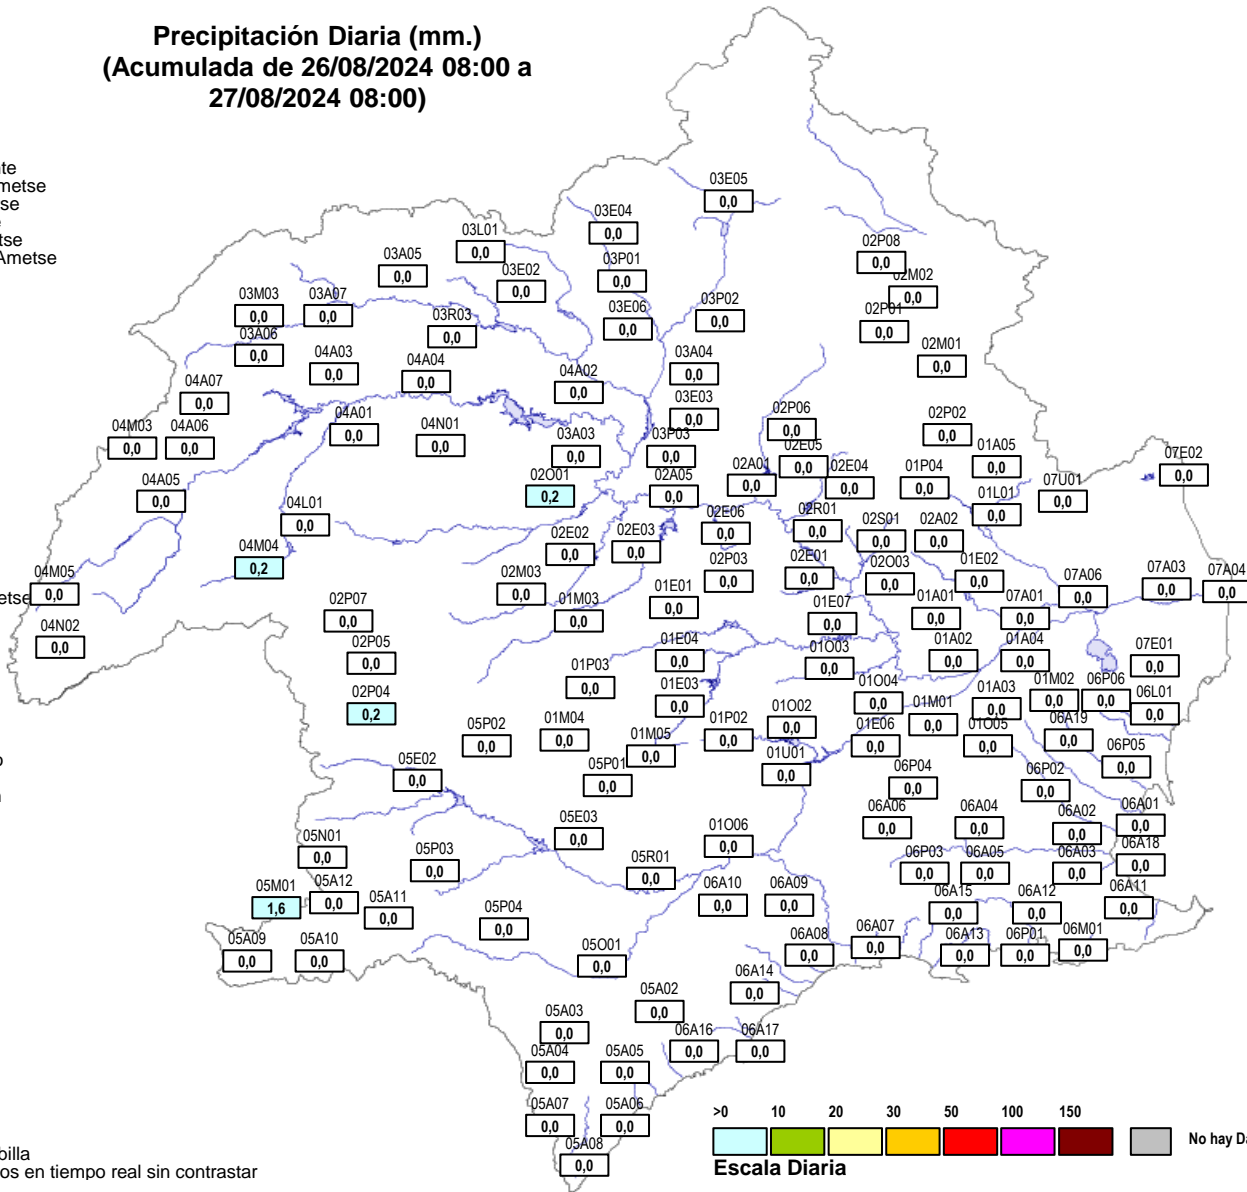 Precipitación Diaria (mm.)
(Acumulada de 26/08/2024 08:00 a
27/08/2024 08:00)
03E05
0,0
03E04
0,0
03L01
0,0
03A05
0,0
03E02
0,0
03P01
0,0
02P08
0,0
02M02
0,0
03M03
0,0
03A07
0,0
03R03
0,0
03E06
0,0
03P02
0,0
02P01
0,0
03A06
0,0
04A03
0,0
04A04
0,0
04A02
0,0
03A04
0,0
02M01
0,0
04A07
0,0
03E03
0,0
04M03
0,0
04A06
0,0
04A01
0,0
04N01
0,0
03A03
0,0
03P03
0,0
02P06
0,0
02P02
0,0
02E05
0,0
01A05
0,0
07E02
0,0
04A05
0,0
02O01
0,2
02A05
0,0
02A01
0,0
02E04
0,0
01P04
0,0
07U01
0,0
04L01
0,0
01L01
0,0
02E06
0,0
02R01
0,0
02S01
0,0
02A02
0,0
04M04
0,2
02E02
0,0
02E03
0,0
04M05
0,0
02M03
0,0
02P03
0,0
02E01
0,0
02O03
0,0
01E02
0,0
07A06
0,0
07A03
0,0
07A04
0,0
02P07
0,0
01M03
0,0
01E01
0,0
01E07
0,0
01A01
0,0
07A01
0,0
04N02
0,0
02P05
0,0
01E04
0,0
01O03
0,0
01A02
0,0
01A04
0,0
07E01
0,0
02P04
0,2
01P03
0,0
01E03
0,0
01O04
0,0
01A03
0,0
01M02
0,0
06P06
0,0
06L01
0,0
05P02
0,0
01M04
0,0
01M05
0,0
01P02
0,0
01O02
0,0
01E06
0,0
01M01
0,0
01O05
0,0
06A19
0,0
05E02
0,0
05P01
0,0
01U01
0,0
06P04
0,0
06P02
0,0
06P05
0,0
05E03
0,0
01O06
0,0
06A06
0,0
06A04
0,0
06A02
0,0
06A01
0,0
05N01
0,0
05P03
0,0
05R01
0,0
06P03
0,0
06A05
0,0
06A03
0,0
06A18
0,0
05M01
1,6
05A12
0,0
05A11
0,0
05P04
0,0
06A10
0,0
06A09
0,0
06A15
0,0
06A12
0,0
06A11
0,0
05A09
0,0
05A10
0,0
05O01
0,0
06A08
0,0
06A07
0,0
06A13
0,0
06P01
0,0
06M01
0,0
05A02
0,0
06A14
0,0
05A03
0,0
06A16
0,0
06A17
0,0
05A04
0,0
05A05
0,0
05A07
0,0
05A06
0,0
05A08
0,0
>0 10 20 30 50 100 150
No hay Da
Escala Diaria
nte
metse
se
tse
Ametse
etse
billa
os en tiempo real sin contrastar